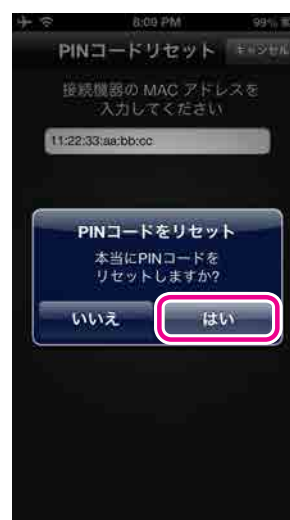 8:09 PM 99%
PINコードリセット キャンセル
接続機器の MAC アドレスを
入力してください
11:22:33:aa:bb:cc
PINコードをリセット
本当にPINコードを
リセットしますか?
いいえ はい